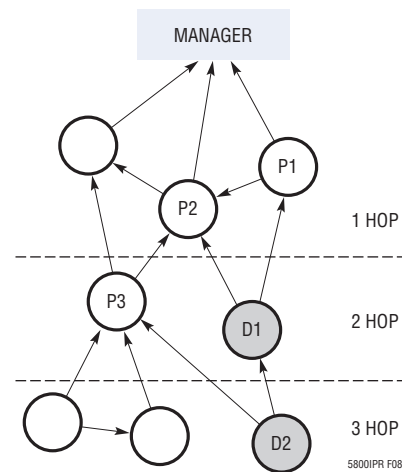 MANAGER
P1
P2
1 HOP
P3
D1
2 HOP
D2
3 HOP
5800IPR F08